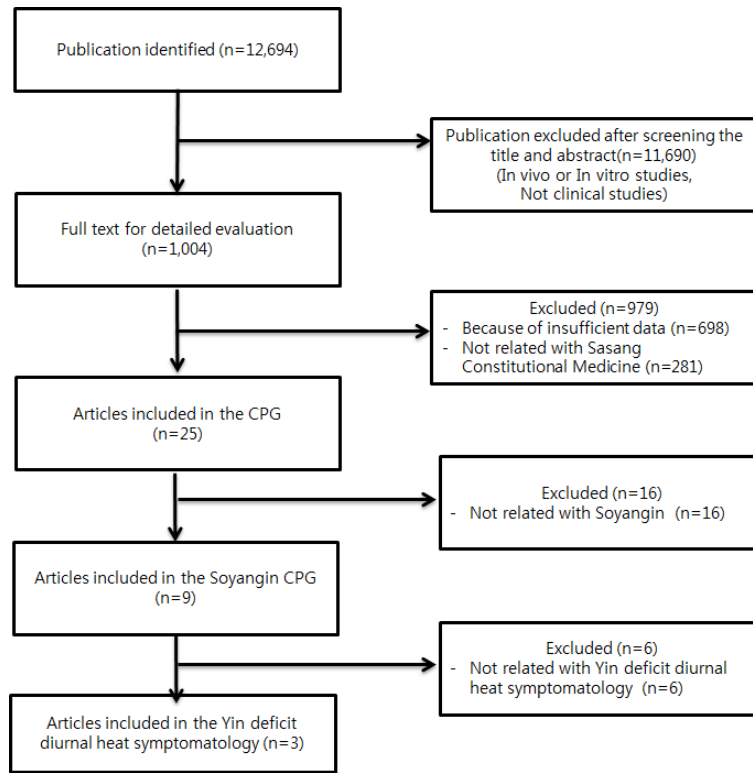 Publication identified (n=12,694)
Publication excluded after screening the
title and abstract(n=11,690)
(In vivo or In vitro studies,
Not clinical studies)
Full text for detailed evaluation
(n=1,004)
Excluded (n=979)
- Because of insufficient data (n=698)
- Not related with Sasang
Constitutional Medicine (n=281)
Articles included in the CPG
(n=25)
Excluded (n=16)
- Not related with Soyangin (n=16)
Articles included in the Soyangin CPG
(n=9)
Excluded (n=6)
- Not related with Yin deficit diurnal
heat symptomatology (n=6)
Articles included in the Yin deficit
diurnal heat symptomatology (n=3)